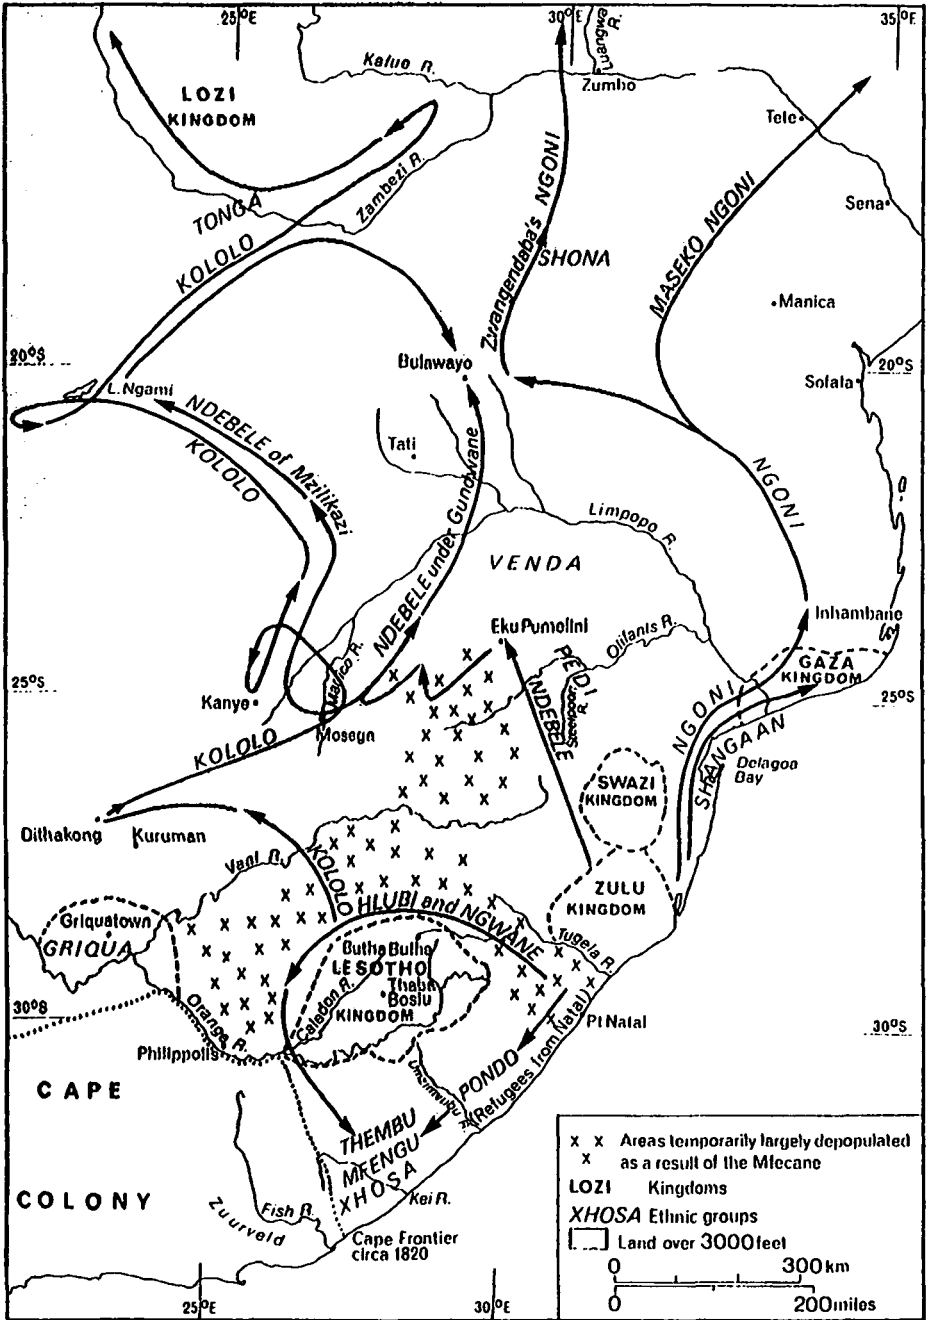 25°E
30°E
35°E
Luangwa R.
Kafue R.
LOZI
KINGDOM
Zumbo
Tele
Zambezi R.
TONGA
Sena
KOLOLO
Zwangendaba's NGONI
SHONA
MASEKO NGONI
Manica
20°S
Bulawayo
20°S
L. Ngami
Sofala
NDEBELE of Mzilikazi
KOLOLO
Tati
NDEBELE under Gundwane
NGONI
Limpopo R.
VENDA
Inhambane
Eku Pumolini
Olifants R.
PEDI
Steelpoort R.
GAZA
KINGDOM
25°S
25°S
Kanye
Marico R.
NDEBELE
NGONI
Mosega
KOLOLO
SHANGAAN
Delagoa
Bay
SWAZI
KINGDOM
Dithakong
Kuruman
KOLOLO
Vaal R.
ZULU
KINGDOM
HLUBI and NGWANE
Griquatown
GRIQUA
Tugela R.
Butha Buthe
LESOTHO
Thaba
Bosiu
KINGDOM
Caledon R.
30°S
Orange R.
Pt Natal
30°S
Philippolis
PONDO
(Refugees from Natal)
Umzimvubu R.
CAPE
COLONY
THEMBU
MFENGU
XHOSA
Zuurveld
Fish R.
Kei R.
Cape Frontier
circa 1820
x x Areas temporarily largely depopulated
x as a result of the Mfecane
LOZI Kingdoms
XHOSA Ethnic groups
Land over 3000 feet
0 300 km
0 200 miles
25°E
30°E